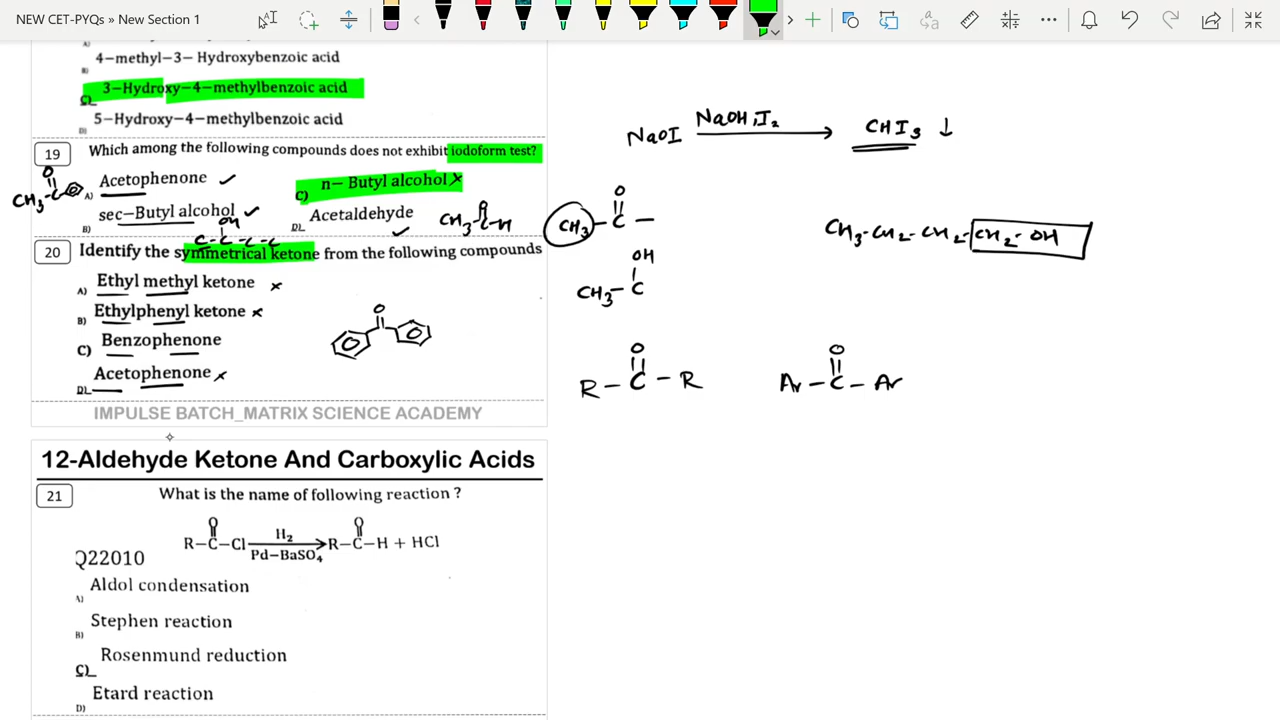 NEW CET-PYQs » New Section 1
A)
4-methyl-3- Hydroxybenzoic acid
B)
3-Hydroxy-4-methylbenzoic acid
C)
5-Hydroxy-4-methylbenzoic acid
D)
19
Which among the following compounds does not exhibit iodoform test?
A) Acetophenone
C) n- Butyl alcohol
B) sec-Butyl alcohol
D) Acetaldehyde
O
CH3-C
OH
C-C-C-C
O
CH3 H
20
Identify the symmetrical ketone from the following compounds
A) Ethyl methyl ketone
B) Ethylphenyl ketone
C) Benzophenone
D) Acetophenone
O
IMPULSE BATCH_MATRIX SCIENCE ACADEMY
12-Aldehyde Ketone And Carboxylic Acids
21
What is the name of following reaction ?
O O
R-C-Cl H2 R-C-H + HCl
Pd-BaSO4
Q22010
Aldol condensation
A)
Stephen reaction
B)
Rosenmund reduction
C)
Etard reaction
D)
NaOI NaOH, I2 CHI3 ↓
O
CH3-C-
CH3-CH2-CH2-CH2-OH
OH
CH3-C
O
R-C-R
O
Ar-C-Ar